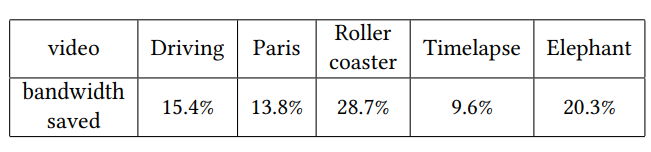 video Driving Paris Roller coaster Timelapse Elephant
bandwidth saved 15.4% 13.8% 28.7% 9.6% 20.3%